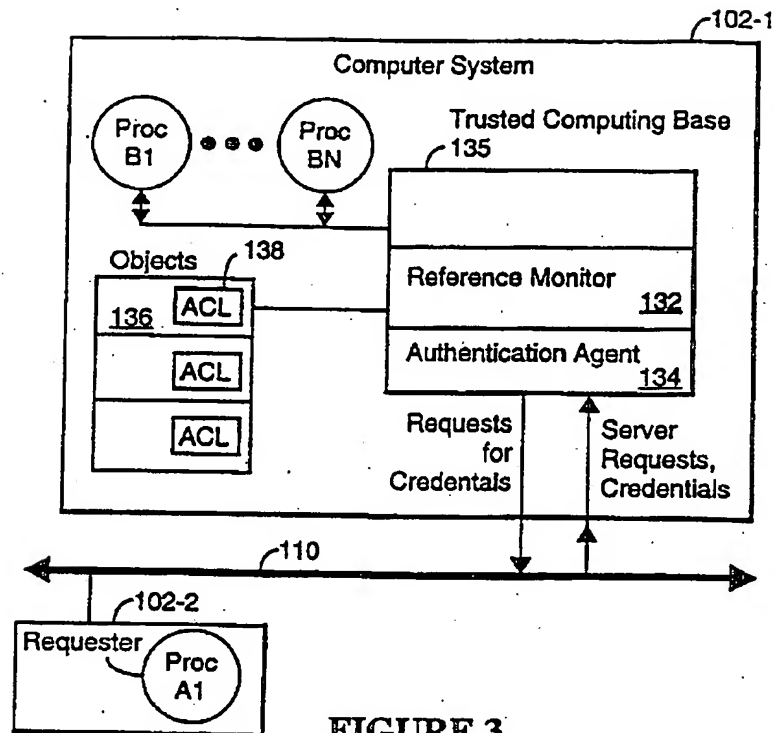 102-1
Computer System
Proc
B1
Proc
BN
Trusted Computing Base
135
Objects
138
136
ACL
ACL
ACL
Reference Monitor
132
Authentication Agent
134
Requests
for
Credentals
Server
Requests,
Credentials
110
102-2
Requester
Proc
A1
FIGURE 3